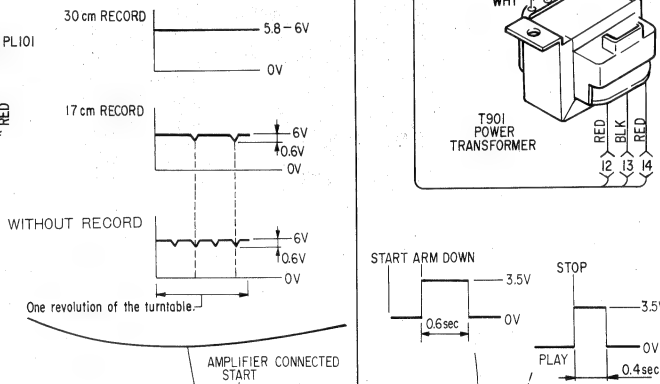 30 cm RECORD
5.8-6V
PL101
0V
RED
17 cm RECORD
6V
0.6V
0V
WITHOUT RECORD
6V
0.6V
0V
One revolution of the turntable.
AMPLIFIER CONNECTED
START
WHT
T901
POWER
TRANSFORMER
RED
BLK
RED
12
13
14
START ARM DOWN
3.5V
0V
0.6sec
STOP
3.5
0V
PLAY
0.4sec